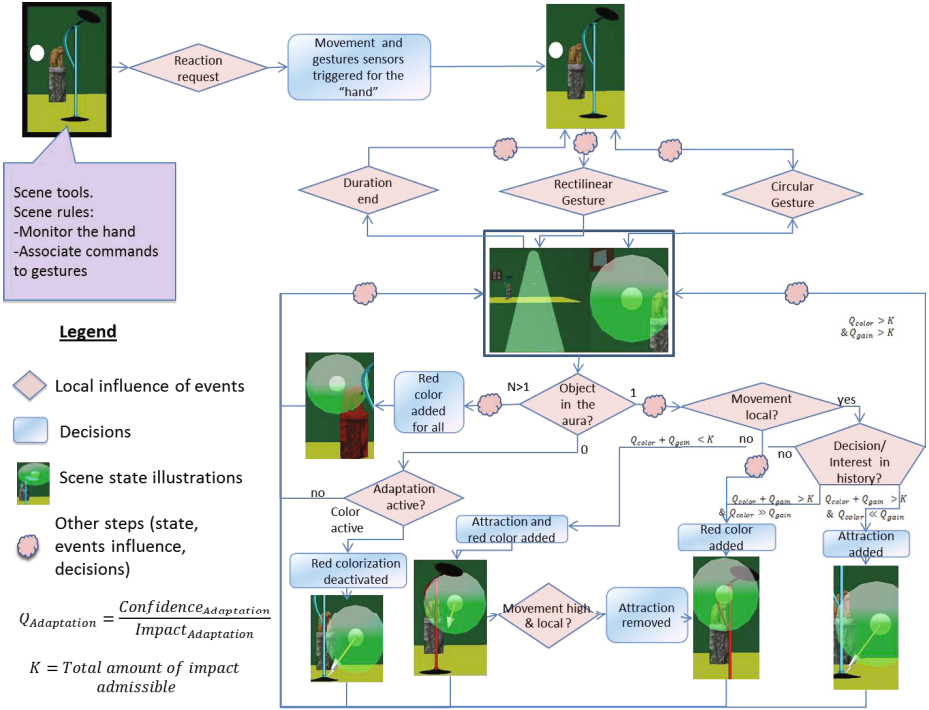 Reaction
request
Movement and
gestures sensors
triggered for the
“hand”
Scene tools.
Scene rules:
-Monitor the hand
-Associate commands
to gestures
Duration
end
Rectilinear
Gesture
Circular
Gesture
Q_color > K
& Q_gain > K
Legend
Local influence of events
Decisions
Scene state illustrations
Other steps (state,
events influence,
decisions)
Q_Adaptation = Confidence_Adaptation / Impact_Adaptation
K = Total amount of impact
admissible
Red
color
added
for all
N>1
Object
in the
aura?
1
0
Movement
local?
yes
no
Q_color + Q_gain < K
no
Decision/
Interest in
history?
no
Adaptation
active?
Color
active
Q_color + Q_gain > K
& Q_color ≫ Q_gain
Q_color + Q_gain > K
& Q_color ≪ Q_gain
Attraction and
red color added
Red color
added
Attraction
added
Red colorization
deactivated
Movement high
& local ?
Attraction
removed